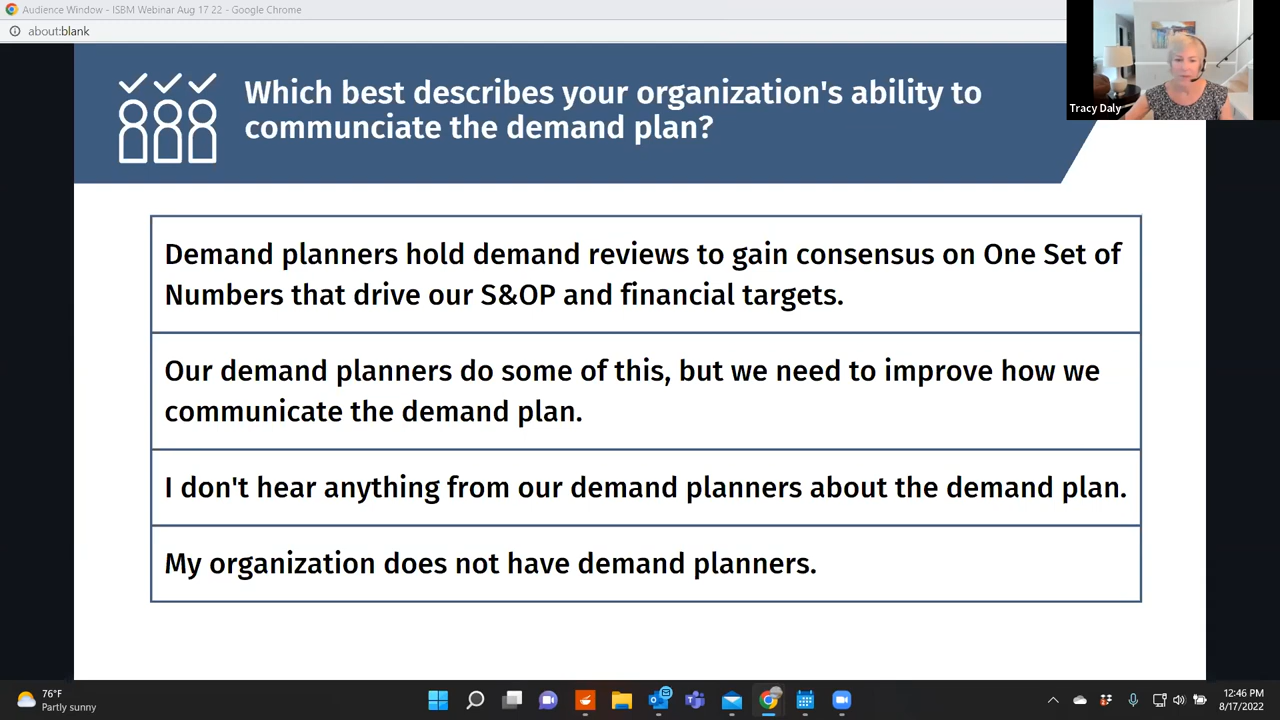 Audience Window - ISBM Webinar Aug 17 22 - Google Chrome
about:blank
Tracy Daly
Which best describes your organization's ability to
communciate the demand plan?
Demand planners hold demand reviews to gain consensus on One Set of
Numbers that drive our S&OP and financial targets.
Our demand planners do some of this, but we need to improve how we
communicate the demand plan.
I don't hear anything from our demand planners about the demand plan.
My organization does not have demand planners.
76°F
Partly sunny
12:46 PM
8/17/2022